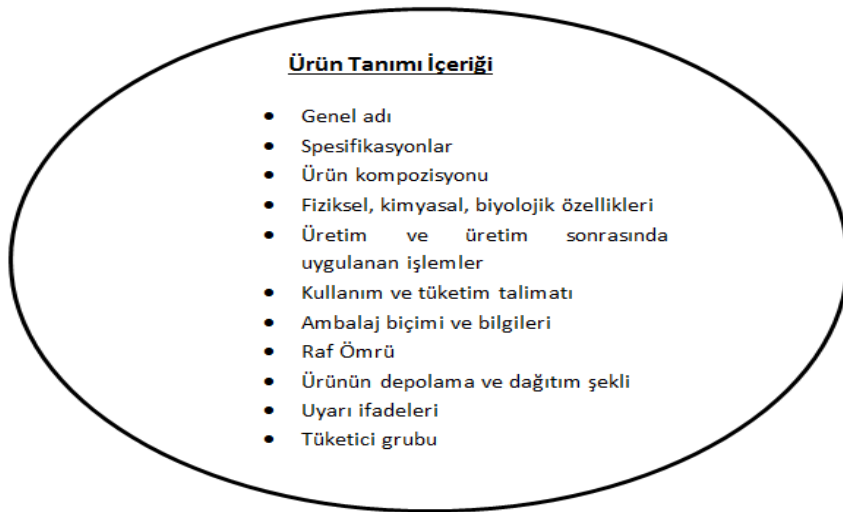 Ürün Tanımı İçeriği
• Genel adı
• Spesifikasyonlar
• Ürün kompozisyonu
• Fiziksel, kimyasal, biyolojik özellikleri
• Üretim ve üretim sonrasında
uygulanan işlemler
• Kullanım ve tüketim talimatı
• Ambalaj biçimi ve bilgileri
• Raf Ömrü
• Ürünün depolama ve dağıtım şekli
• Uyarı ifadeleri
• Tüketici grubu